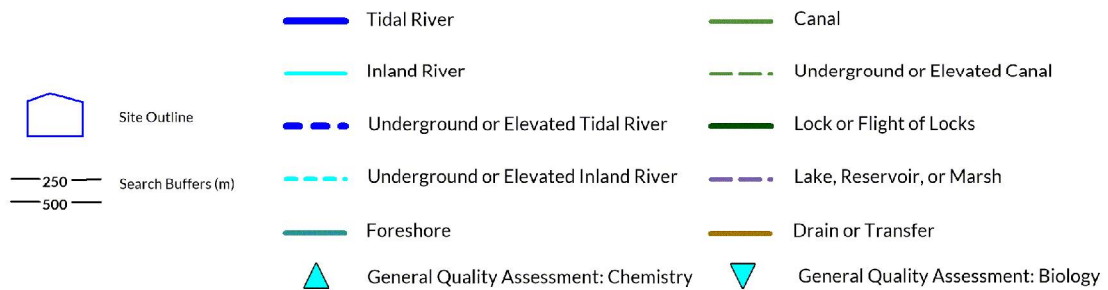 Tidal River
Canal
Inland River
Underground or Elevated Canal
Site Outline
Underground or Elevated Tidal River
Lock or Flight of Locks
250
500
Search Buffers (m)
Underground or Elevated Inland River
Lake, Reservoir, or Marsh
Foreshore
Drain or Transfer
General Quality Assessment: Chemistry
General Quality Assessment: Biology